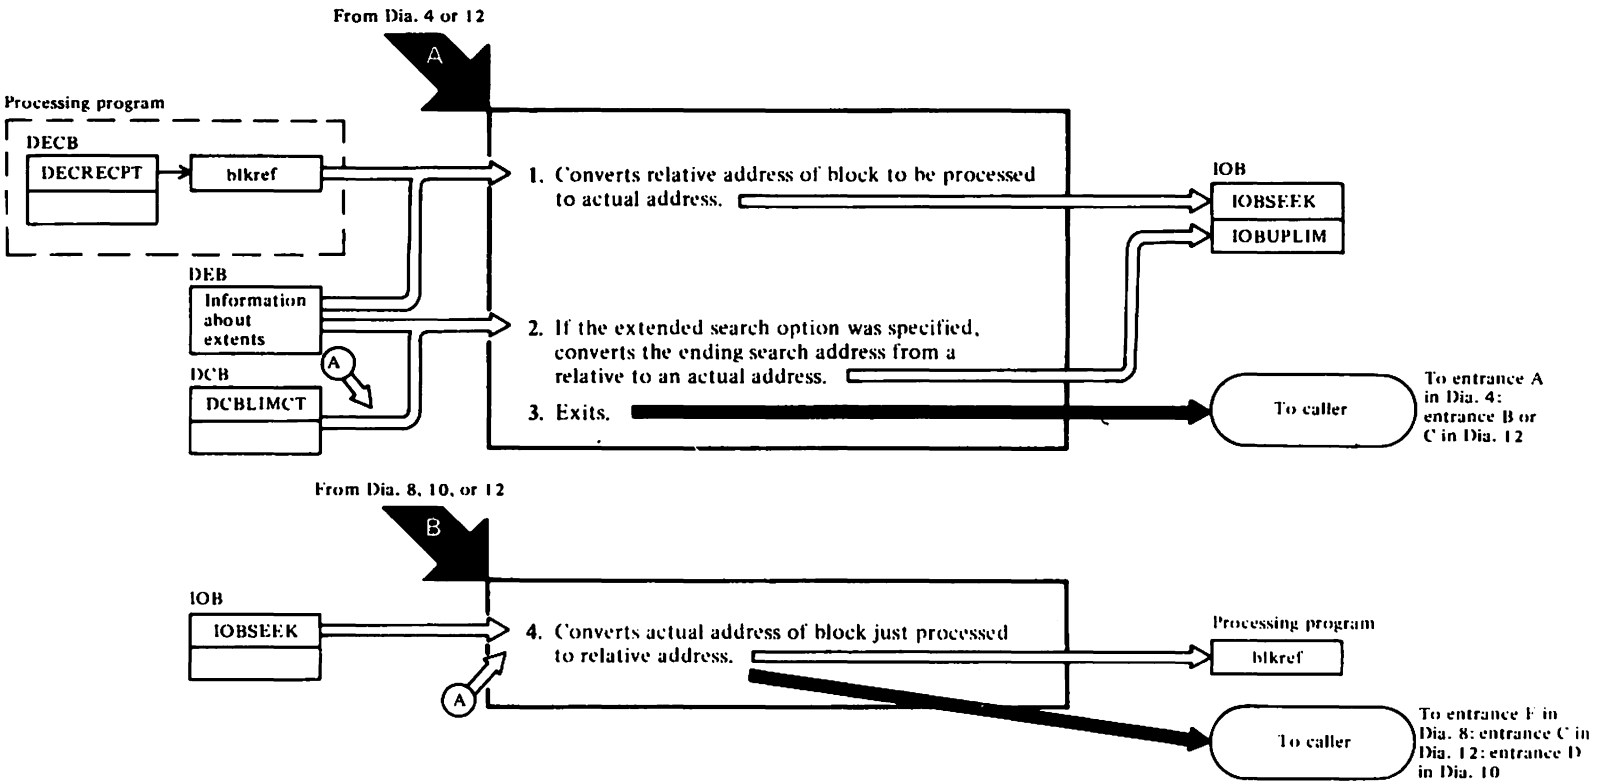 From Dia. 4 or 12
A
Processing program
DECB
DECRECPT
blkref
1. Converts relative address of block to be processed
to actual address.
IOB
IOBSEEK
IOBUPLIM
DEB
Information
about
extents
A
DCB
DCBLIMCT
2. If the extended search option was specified,
converts the ending search address from a
relative to an actual address.
3. Exits.
To caller
To entrance A
in Dia. 4:
entrance B or
C in Dia. 12
From Dia. 8, 10, or 12
B
IOB
IOBSEEK
4. Converts actual address of block just processed
to relative address.
A
Processing program
blkref
To caller
To entrance F in
Dia. 8: entrance C in
Dia. 12: entrance D
in Dia. 10